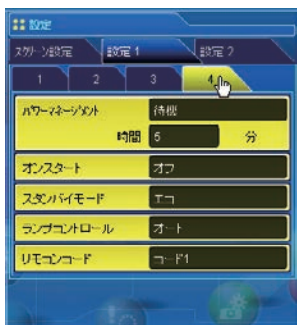 設定
スクリーン設定 設定 1 設定 2
1 2 3 4
パワーマネージメント 待機
時間 5 分
オンスタート オフ
スタンバイモード エコ
ランプコントロール オート
リモコンコード コード1